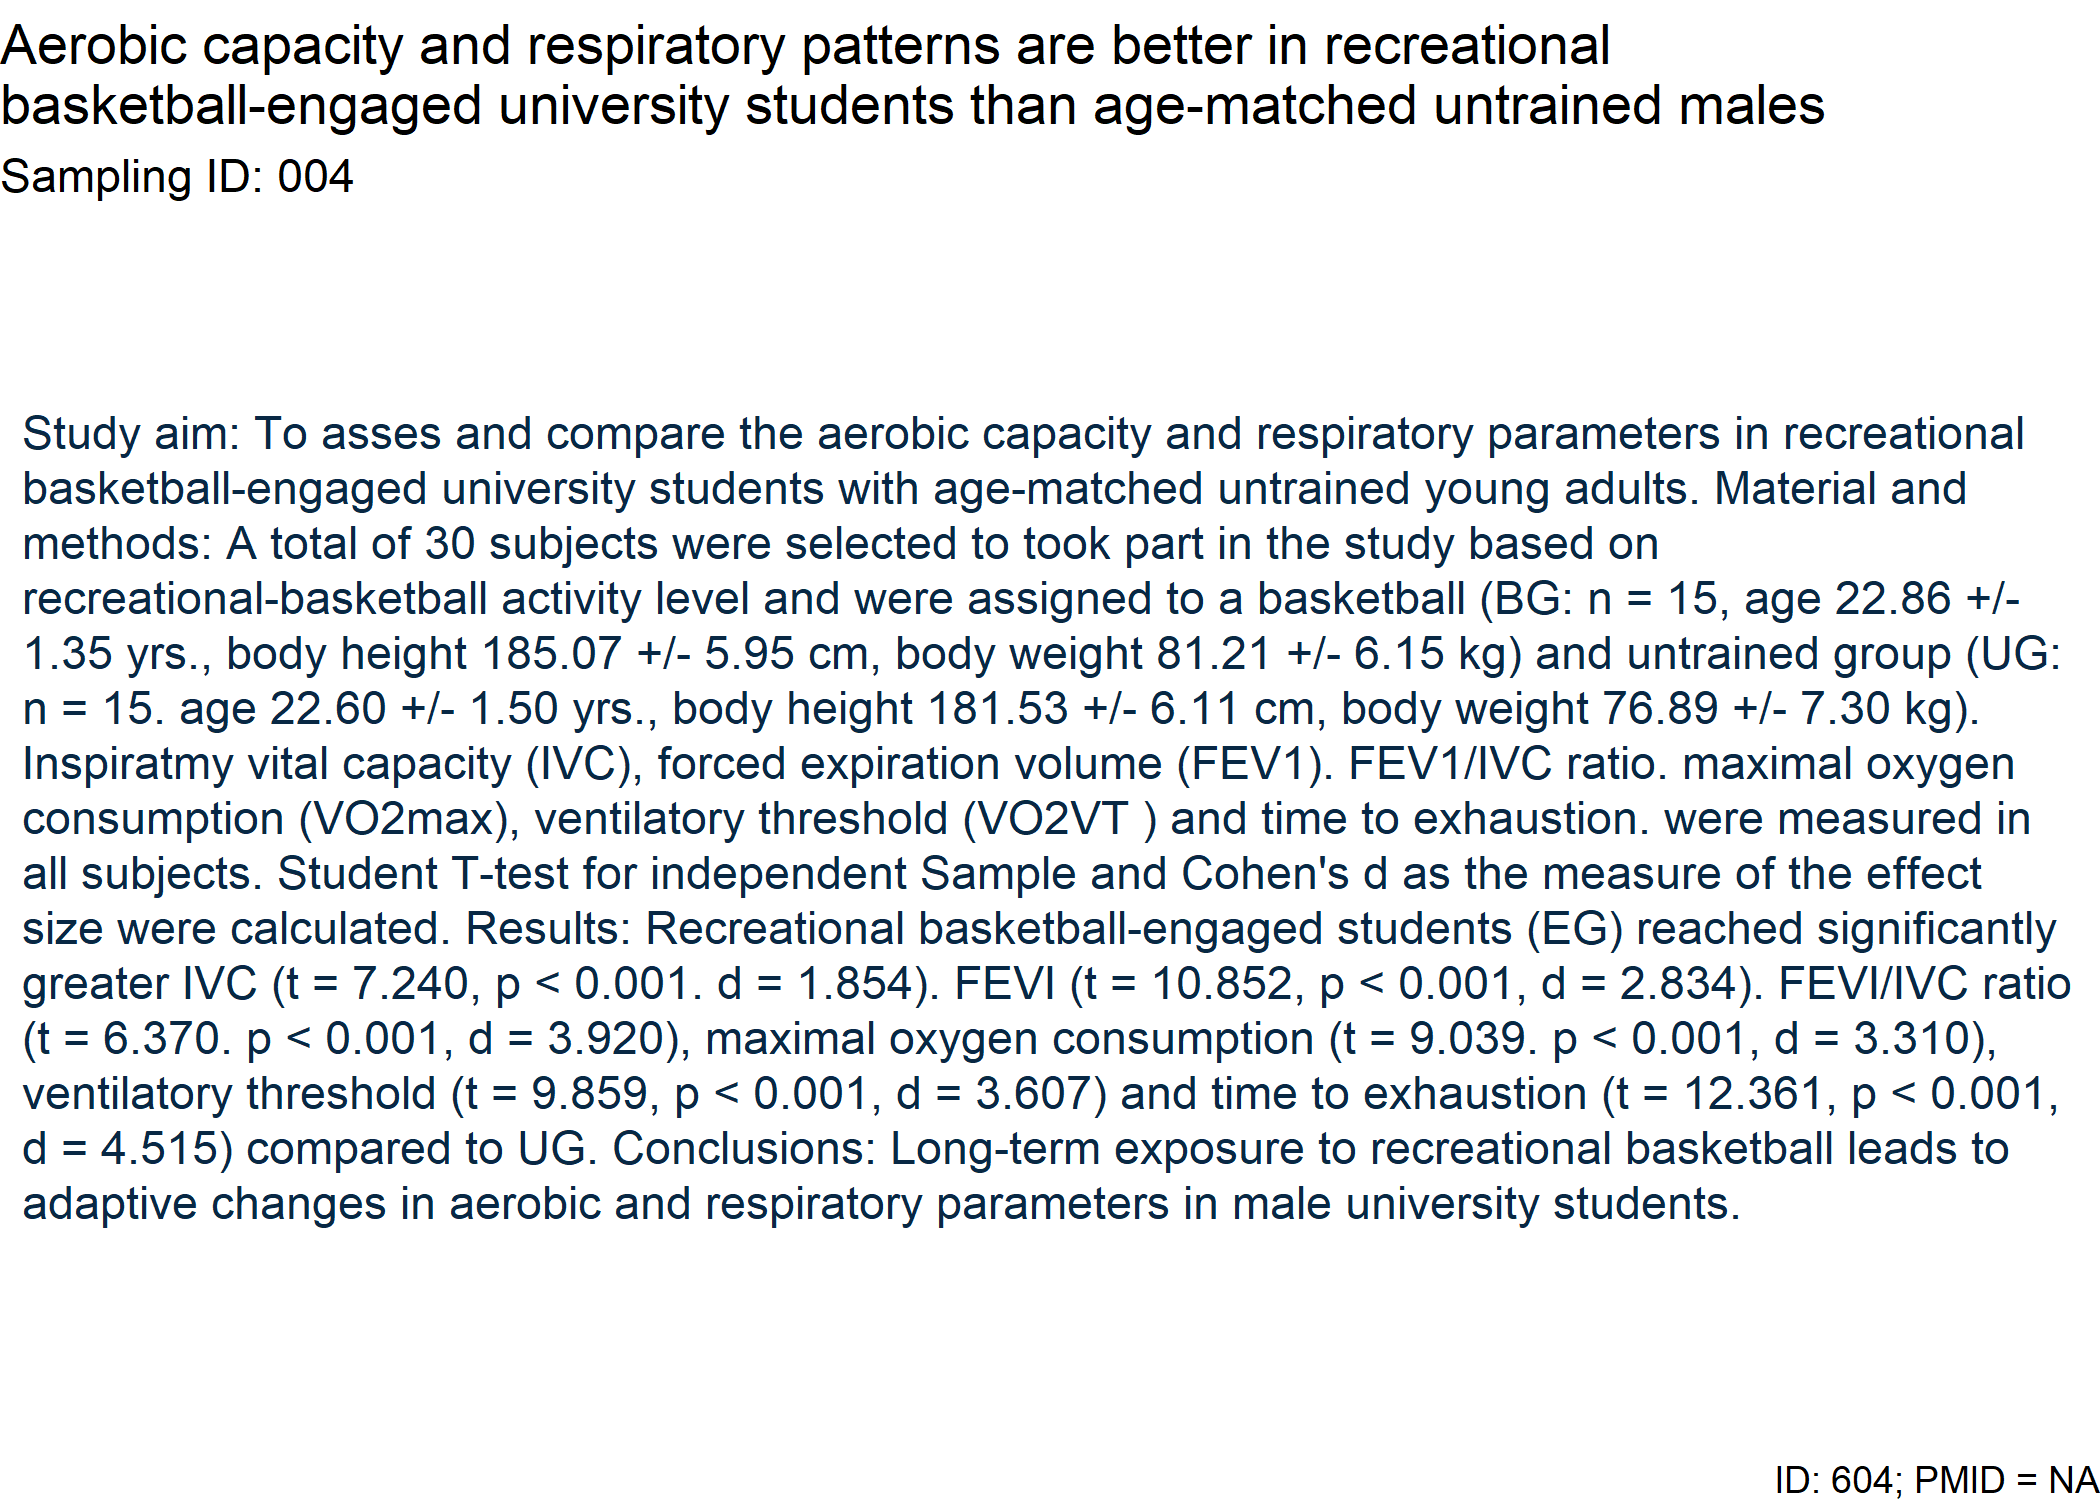 Aerobic capacity and respiratory patterns are better in recreational
basketball-engaged university students than age-matched untrained males
Sampling ID: 004
Study aim: To asses and compare the aerobic capacity and respiratory parameters in recreational
basketball-engaged university students with age-matched untrained young adults. Material and
methods: A total of 30 subjects were selected to took part in the study based on
recreational-basketball activity level and were assigned to a basketball (BG: n = 15, age 22.86 +/-
1.35 yrs., body height 185.07 +/- 5.95 cm, body weight 81.21 +/- 6.15 kg) and untrained group (UG:
n = 15. age 22.60 +/- 1.50 yrs., body height 181.53 +/- 6.11 cm, body weight 76.89 +/- 7.30 kg).
Inspiratmy vital capacity (IVC), forced expiration volume (FEV1). FEV1/IVC ratio. maximal oxygen
consumption (VO2max), ventilatory threshold (VO2VT ) and time to exhaustion. were measured in
all subjects. Student T-test for independent Sample and Cohen's d as the measure of the effect
size were calculated. Results: Recreational basketball-engaged students (EG) reached significantly
greater IVC (t = 7.240, p < 0.001. d = 1.854). FEVI (t = 10.852, p < 0.001, d = 2.834). FEVI/IVC ratio
(t = 6.370. p < 0.001, d = 3.920), maximal oxygen consumption (t = 9.039. p < 0.001, d = 3.310),
ventilatory threshold (t = 9.859, p < 0.001, d = 3.607) and time to exhaustion (t = 12.361, p < 0.001,
d = 4.515) compared to UG. Conclusions: Long-term exposure to recreational basketball leads to
adaptive changes in aerobic and respiratory parameters in male university students.
ID: 604; PMID = NA